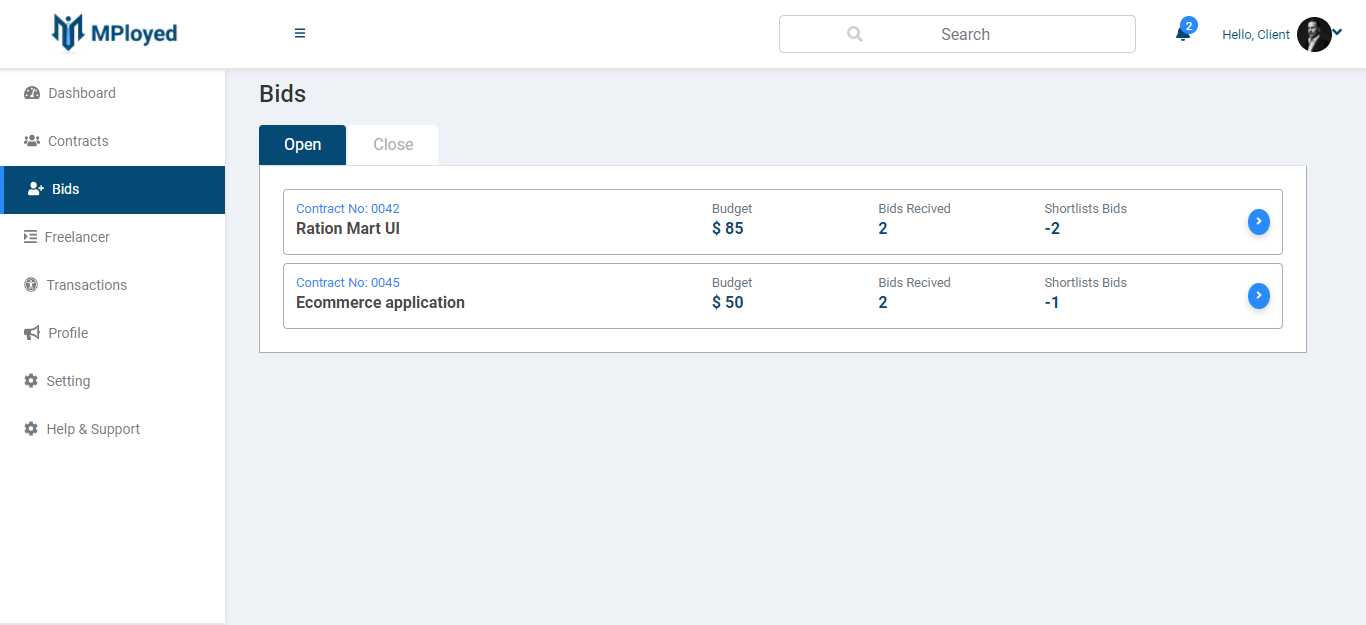 MPloyed
Search
2
Hello, Client
Dashboard
Contracts
Bids
Freelancer
Transactions
Profile
Setting
Help & Support
Bids
Open Close
Contract No: 0042 Budget Bids Recived Shortlists Bids
Ration Mart UI $ 85 2 -2
Contract No: 0045 Budget Bids Recived Shortlists Bids
Ecommerce application $ 50 2 -1